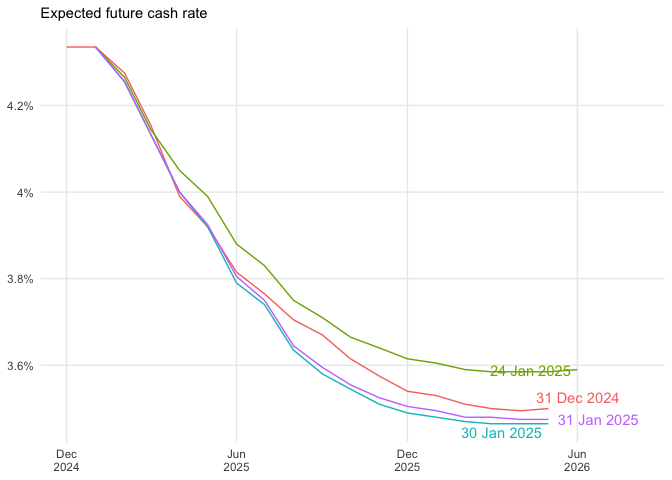 Expected future cash rate
4.2%
4%
3.8%
3.6%
24 Jan 2025
31 Dec 2024
31 Jan 2025
30 Jan 2025
Dec
2024
Jun
2025
Dec
2025
Jun
2026